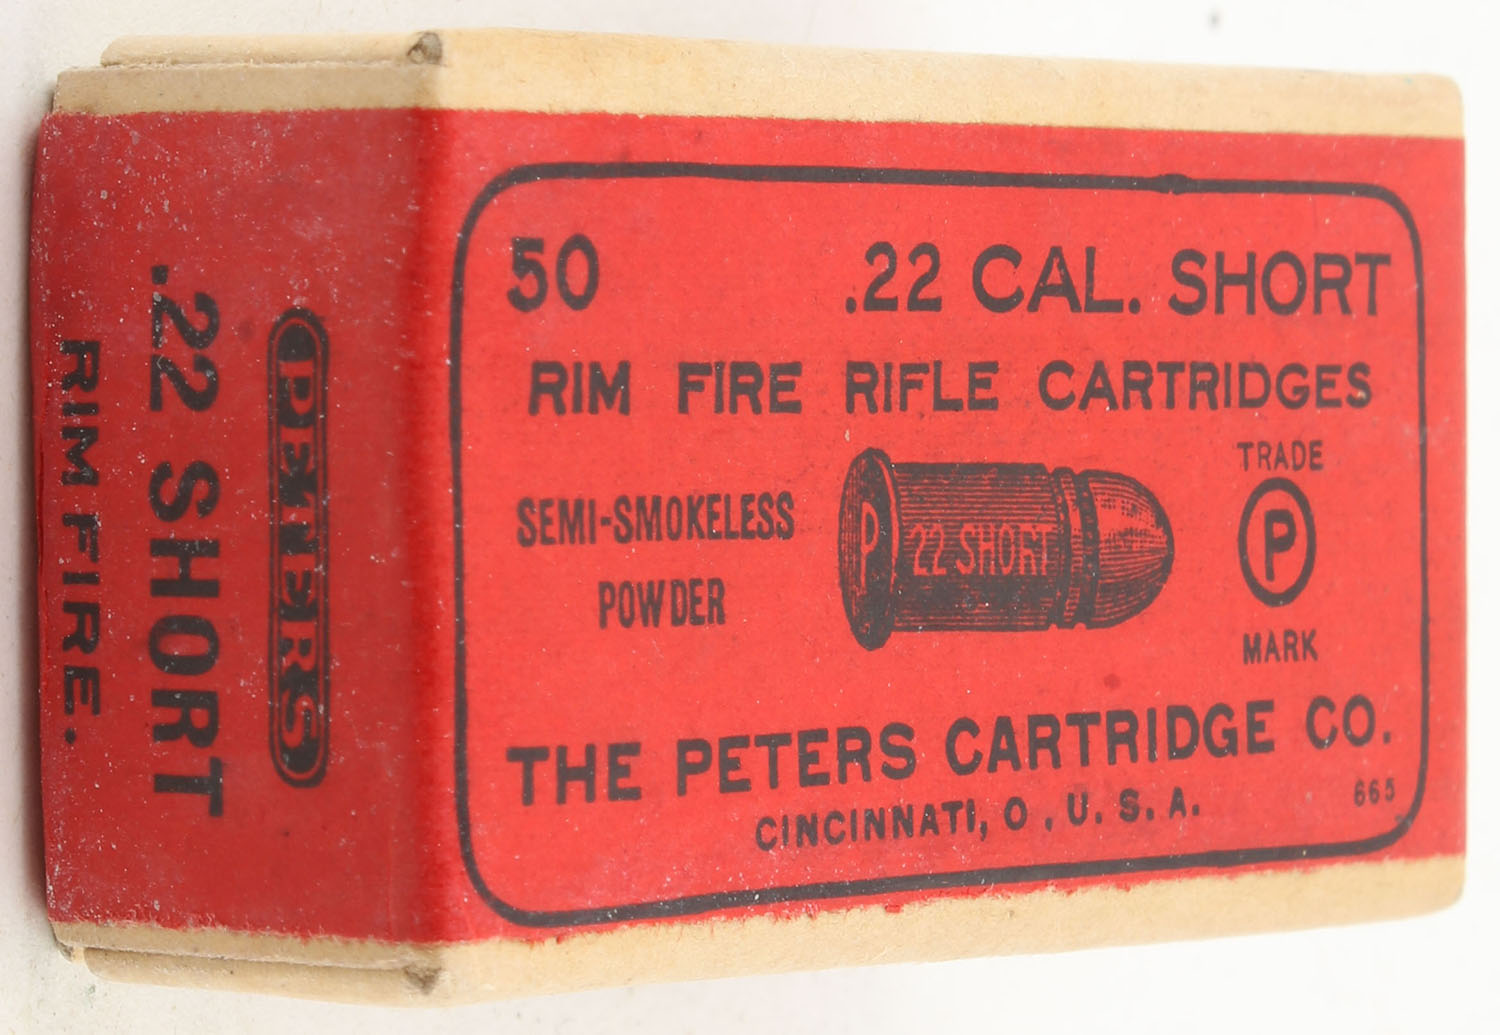 50 .22 CAL. SHORT
RIM FIRE RIFLE CARTRIDGES
SEMI-SMOKELESS
POWDER
P
22 SHORT
TRADE
P
MARK
THE PETERS CARTRIDGE CO.
CINCINNATI, O. U. S. A.
665
PETERS
.22 SHORT
RIM FIRE.